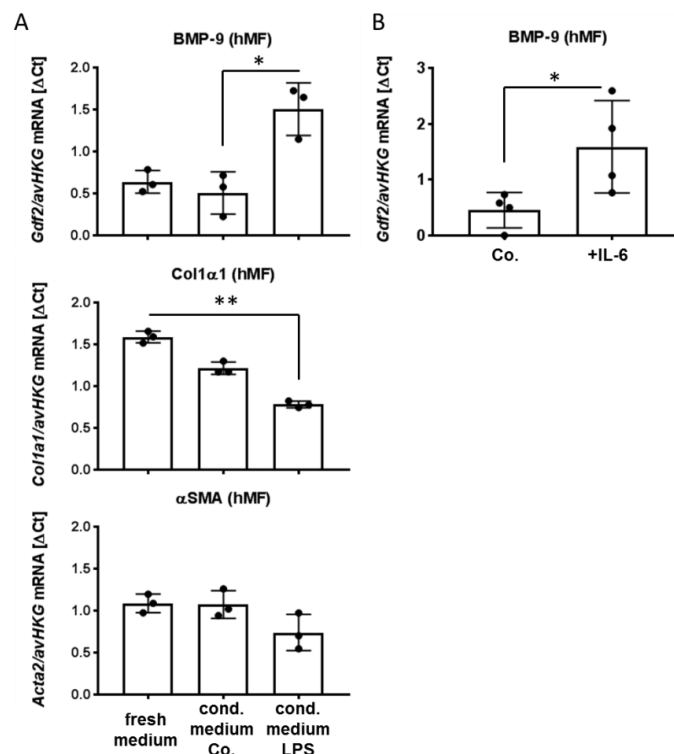 A
BMP-9 (hMF)
Gdf2/avHKG mRNA [ΔCt]
2.0
1.5
1.0
0.5
0.0
*
B
BMP-9 (hMF)
Gdf2/avHKG mRNA [ΔCt]
3
2
1
0
*
Co.
+IL-6
Col1α1 (hMF)
Col1a1/avHKG mRNA [ΔCt]
2.0
1.5
1.0
0.5
0.0
**
αSMA (hMF)
Acta2/avHKG mRNA [ΔCt]
2.0
1.5
1.0
0.5
0.0
fresh
medium
cond.
medium
Co.
cond.
medium
LPS